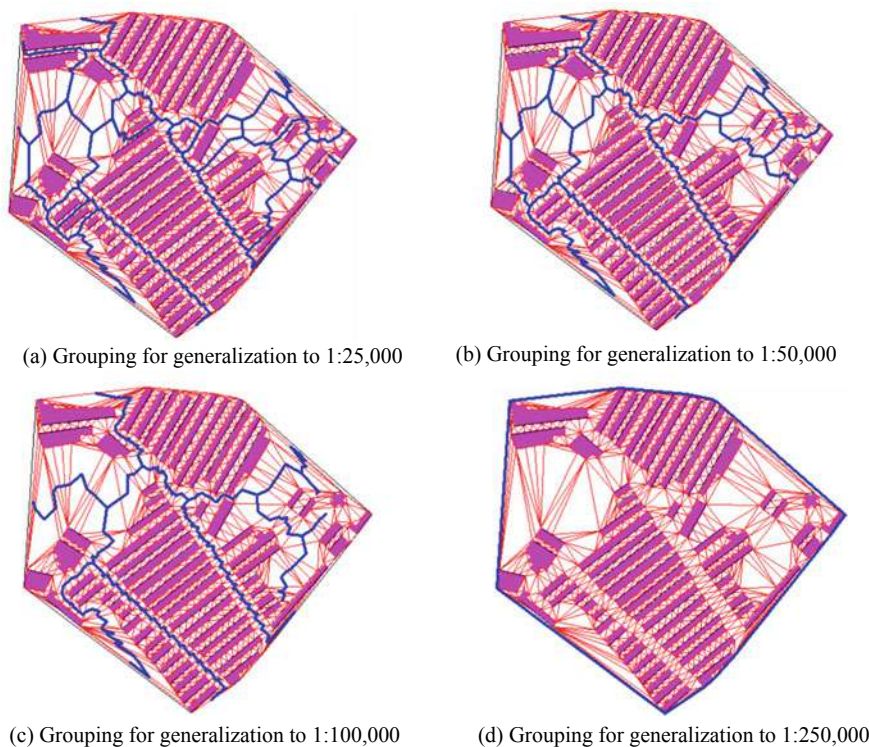 (a) Grouping for generalization to 1:25,000
(b) Grouping for generalization to 1:50,000
(c) Grouping for generalization to 1:100,000
(d) Grouping for generalization to 1:250,000